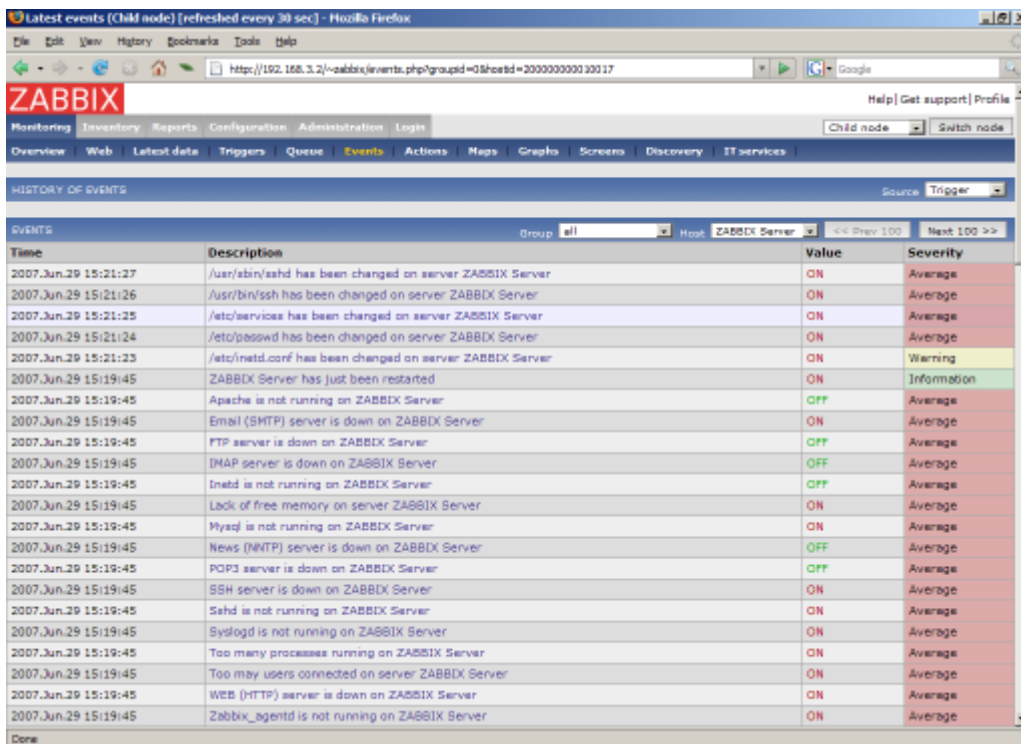 Latest events (Child node) [refreshed every 30 sec] - Mozilla Firefox
File Edit View History Bookmarks Tools Help
http://192.168.3.2/~zabbix/events.php?groupid=0&hostid=200000000010017 Google
ZABBIX Help| Get support| Profile
Monitoring Inventory Reports Configuration Administration Login Child node Switch node
Overview | Web | Latest data | Triggers | Queue | Events | Actions | Maps | Graphs | Screens | Discovery | IT services |
HISTORY OF EVENTS Source Trigger
EVENTS Group all Host ZABBIX Server << Prev 100 Next 100 >>
Time Description Value Severity
2007.Jun.29 15:21:27 /usr/sbin/sshd has been changed on server ZABBIX Server ON Average
2007.Jun.29 15:21:26 /usr/bin/ssh has been changed on server ZABBIX Server ON Average
2007.Jun.29 15:21:25 /etc/services has been changed on server ZABBIX Server ON Average
2007.Jun.29 15:21:24 /etc/passwd has been changed on server ZABBIX Server ON Average
2007.Jun.29 15:21:23 /etc/inetd.conf has been changed on server ZABBIX Server ON Warning
2007.Jun.29 15:19:45 ZABBIX Server has just been restarted ON Information
2007.Jun.29 15:19:45 Apache is not running on ZABBIX Server OFF Average
2007.Jun.29 15:19:45 Email (SMTP) server is down on ZABBIX Server ON Average
2007.Jun.29 15:19:45 FTP server is down on ZABBIX Server OFF Average
2007.Jun.29 15:19:45 IMAP server is down on ZABBIX Server OFF Average
2007.Jun.29 15:19:45 Inetd is not running on ZABBIX Server OFF Average
2007.Jun.29 15:19:45 Lack of free memory on server ZABBIX Server ON Average
2007.Jun.29 15:19:45 Mysql is not running on ZABBIX Server ON Average
2007.Jun.29 15:19:45 News (NNTP) server is down on ZABBIX Server OFF Average
2007.Jun.29 15:19:45 POP3 server is down on ZABBIX Server OFF Average
2007.Jun.29 15:19:45 SSH server is down on ZABBIX Server ON Average
2007.Jun.29 15:19:45 Sshd is not running on ZABBIX Server ON Average
2007.Jun.29 15:19:45 Syslogd is not running on ZABBIX Server ON Average
2007.Jun.29 15:19:45 Too many processes running on ZABBIX Server ON Average
2007.Jun.29 15:19:45 Too may users connected on server ZABBIX Server ON Average
2007.Jun.29 15:19:45 WEB (HTTP) server is down on ZABBIX Server ON Average
2007.Jun.29 15:19:45 Zabbix_agentd is not running on ZABBIX Server ON Average
Done